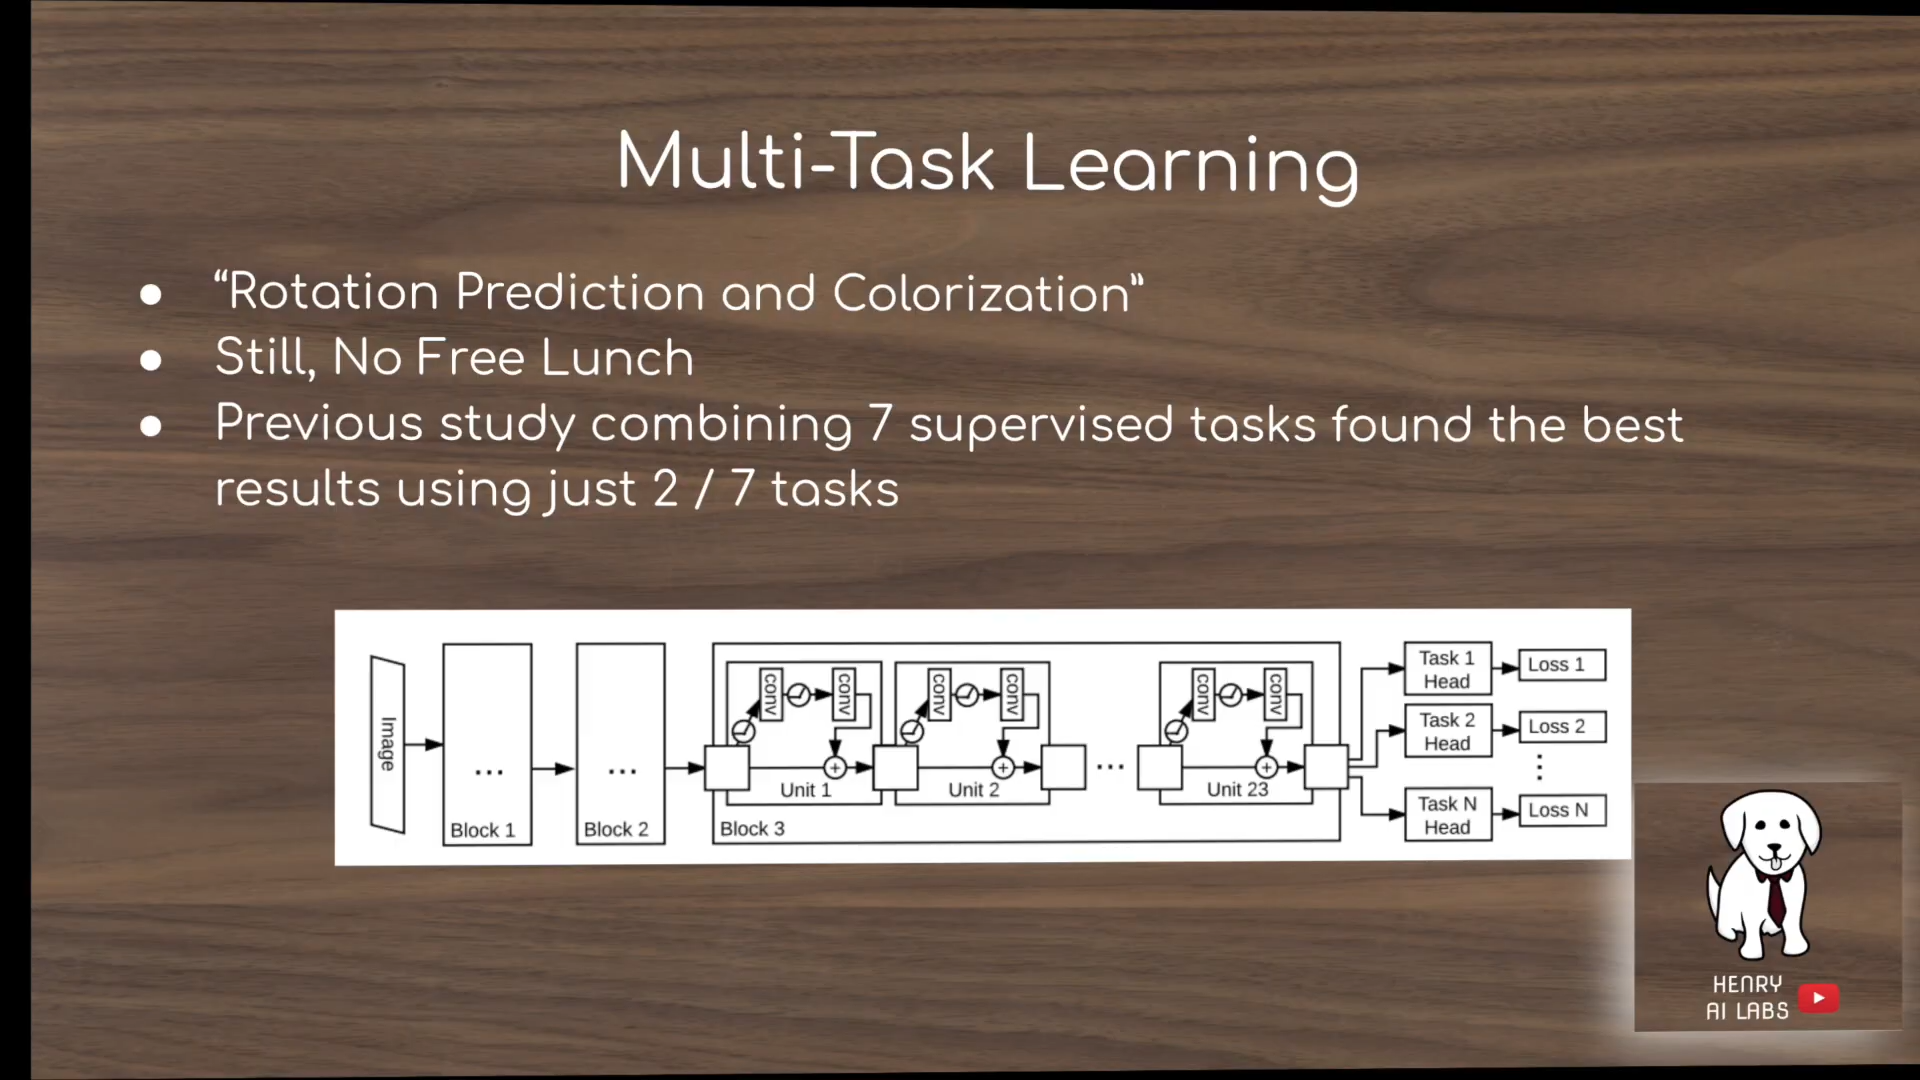 Multi-Task Learning
● “Rotation Prediction and Colorization”
● Still, No Free Lunch
● Previous study combining 7 supervised tasks found the best
results using just 2 / 7 tasks
Image
...
Block 1
...
Block 2
conv
conv
+
Unit 1
conv
conv
+
Unit 2
...
conv
conv
+
Unit 23
Block 3
Task 1
Head
Loss 1
Task 2
Head
Loss 2
⋮
Task N
Head
Loss N
HENRY
AI LABS